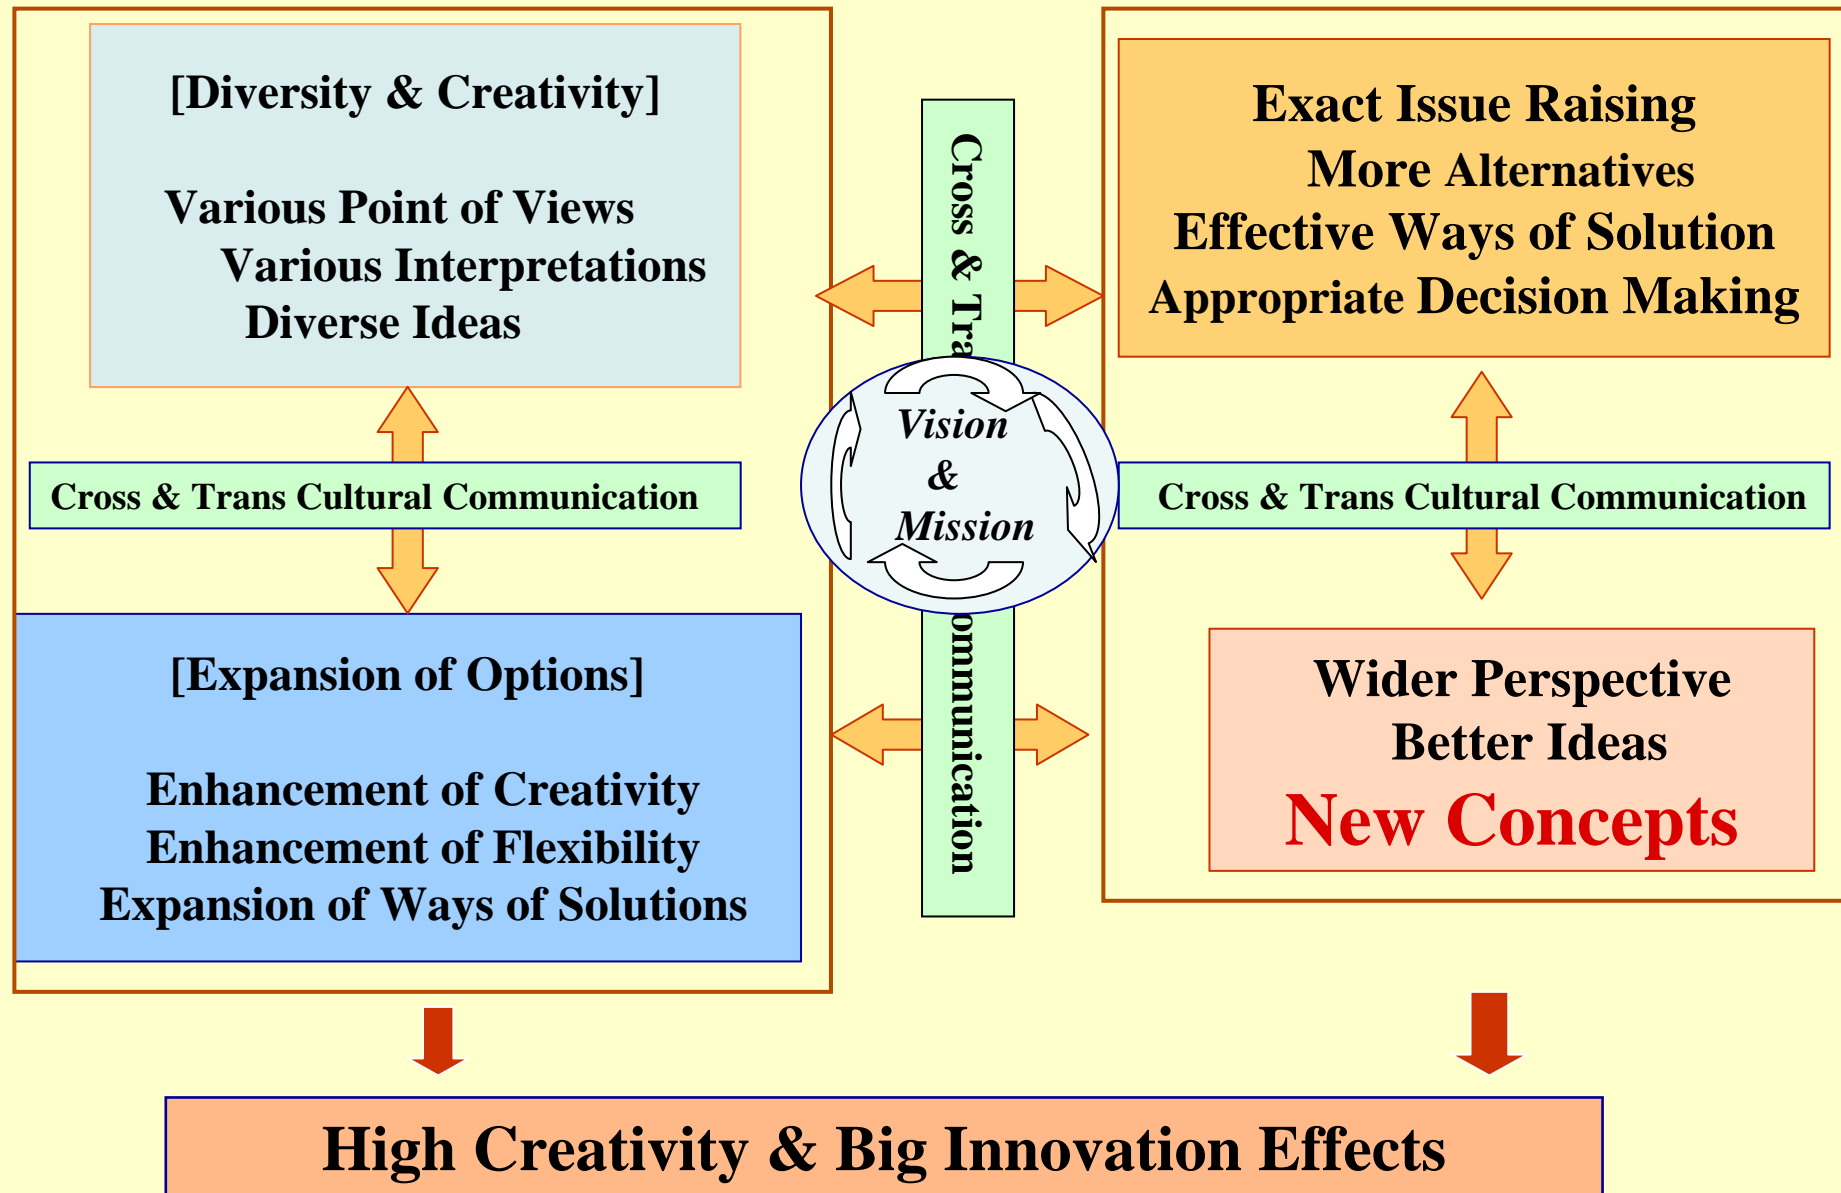 [Diversity & Creativity]
Various Point of Views
Various Interpretations
Diverse Ideas
Cross & Trans Cultural Communication
[Expansion of Options]
Enhancement of Creativity
Enhancement of Flexibility
Expansion of Ways of Solutions
Cross & Tra
ommunication
Vision
&
Mission
Exact Issue Raising
More Alternatives
Effective Ways of Solution
Appropriate Decision Making
Cross & Trans Cultural Communication
Wider Perspective
Better Ideas
New Concepts
High Creativity & Big Innovation Effects